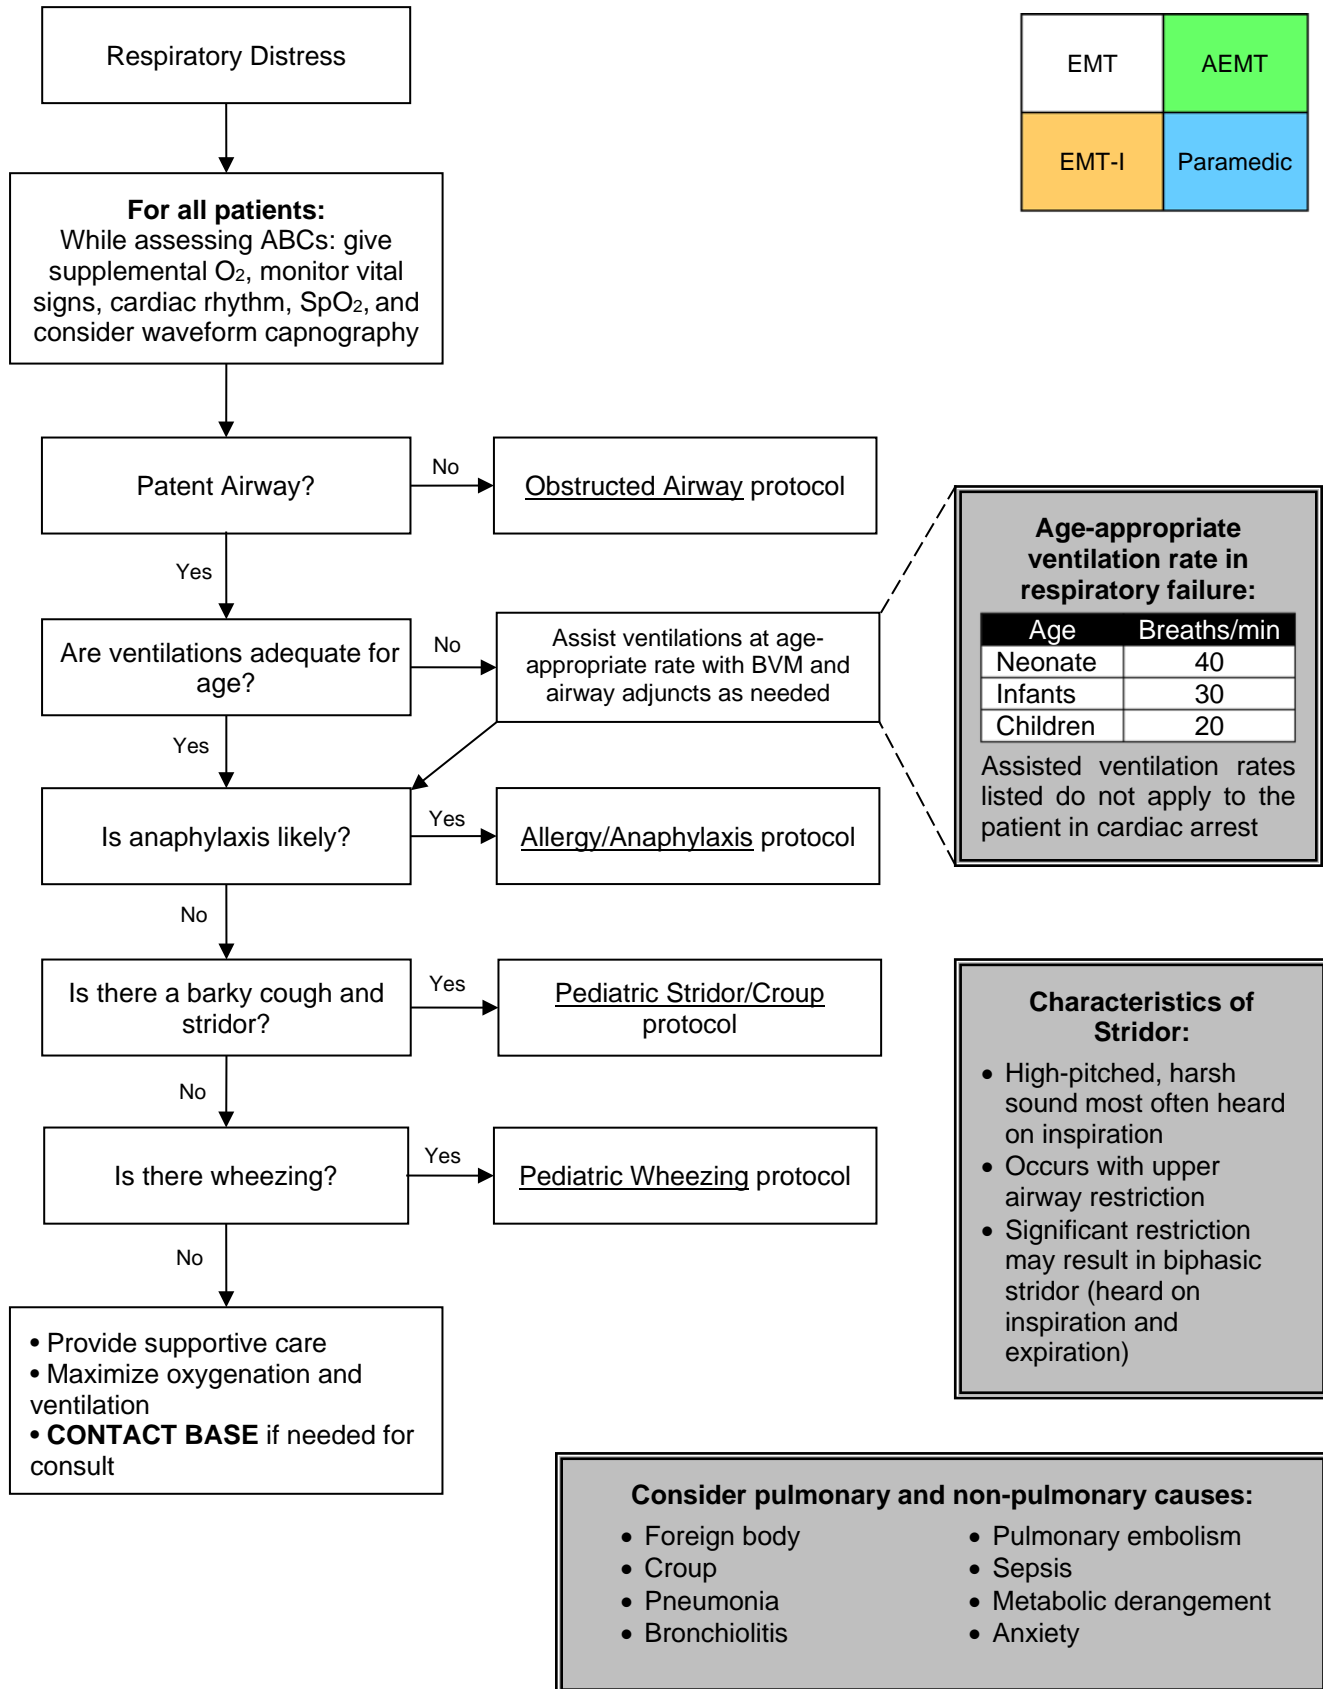 Respiratory Distress
EMT
AEMT
EMT-I
Paramedic
For all patients:
While assessing ABCs: give
supplemental O₂, monitor vital
signs, cardiac rhythm, SpO₂, and
consider waveform capnography
Patent Airway?
No
Obstructed Airway protocol
Yes
Are ventilations adequate for
age?
No
Assist ventilations at age-
appropriate rate with BVM and
airway adjuncts as needed
Age-appropriate
ventilation rate in
respiratory failure:
Age Breaths/min
Neonate 40
Infants 30
Children 20
Assisted ventilation rates
listed do not apply to the
patient in cardiac arrest
Yes
Is anaphylaxis likely?
Yes
Allergy/Anaphylaxis protocol
No
Is there a barky cough and
stridor?
Yes
Pediatric Stridor/Croup
protocol
Characteristics of
Stridor:
• High-pitched, harsh
sound most often heard
on inspiration
• Occurs with upper
airway restriction
• Significant restriction
may result in biphasic
stridor (heard on
inspiration and
expiration)
No
Is there wheezing?
Yes
Pediatric Wheezing protocol
No
• Provide supportive care
• Maximize oxygenation and
ventilation
• CONTACT BASE if needed for
consult
Consider pulmonary and non-pulmonary causes:
• Foreign body
• Croup
• Pneumonia
• Bronchiolitis
• Pulmonary embolism
• Sepsis
• Metabolic derangement
• Anxiety